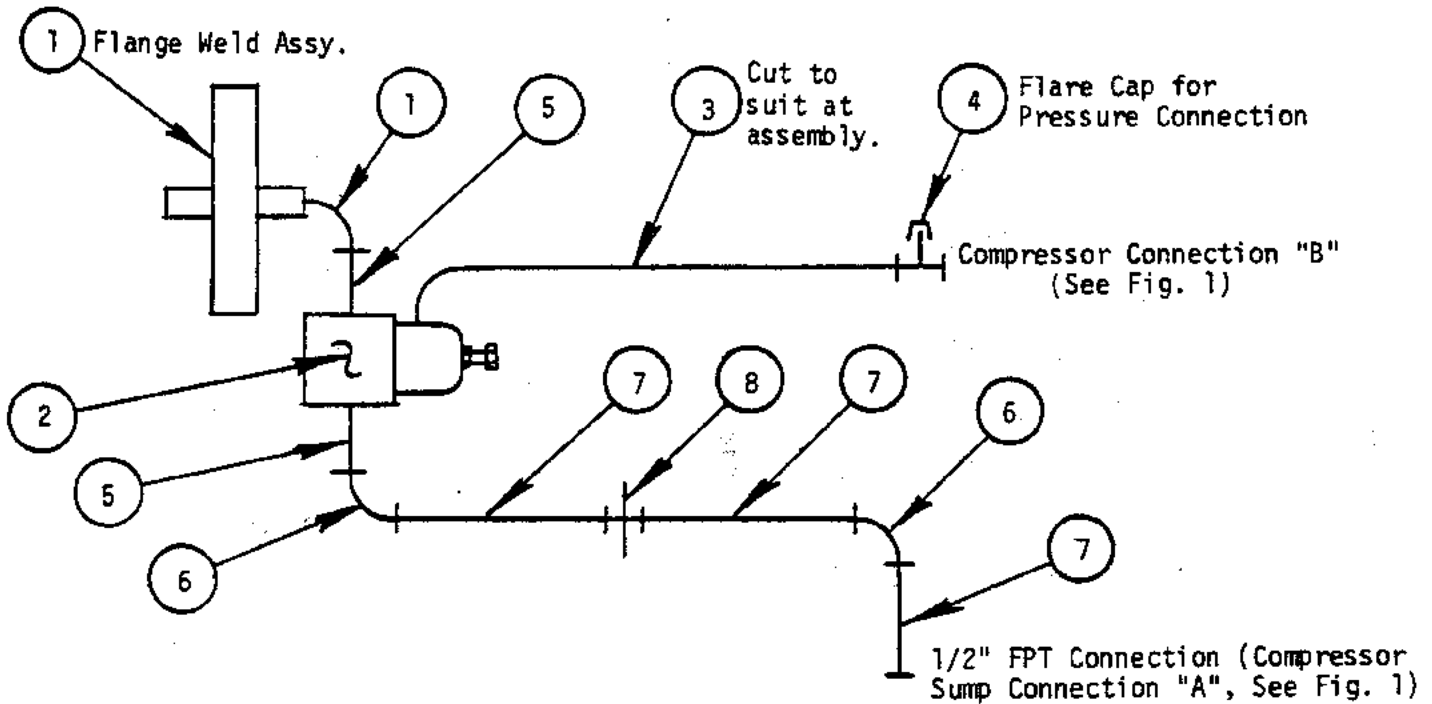 1 Flange Weld Assy.
1
5
3
Cut to
suit at
assembly.
4
Flare Cap for
Pressure Connection
Compressor Connection "B"
(See Fig. 1)
2
7
8
7
6
5
6
7
1/2" FPT Connection (Compressor
Sump Connection "A", See Fig. 1)